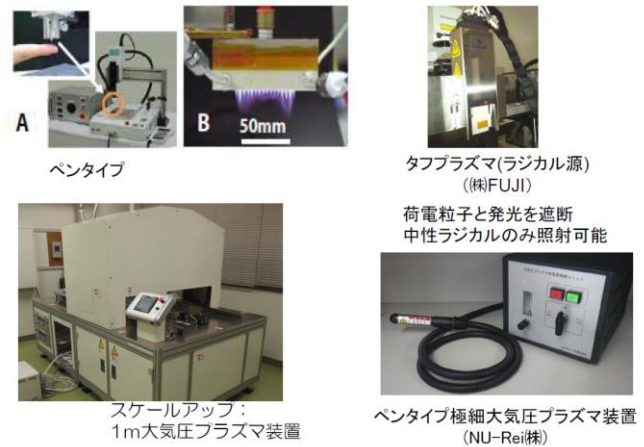 A
B
50mm
ペンタイプ
タフプラズマ(ラジカル源)
(㈱FUJI)
荷電粒子と発光を遮断
中性ラジカルのみ照射可能
スケールアップ：
1m大気圧プラズマ装置
ペンタイプ極細大気圧プラズマ装置
(NU-Rei㈱)